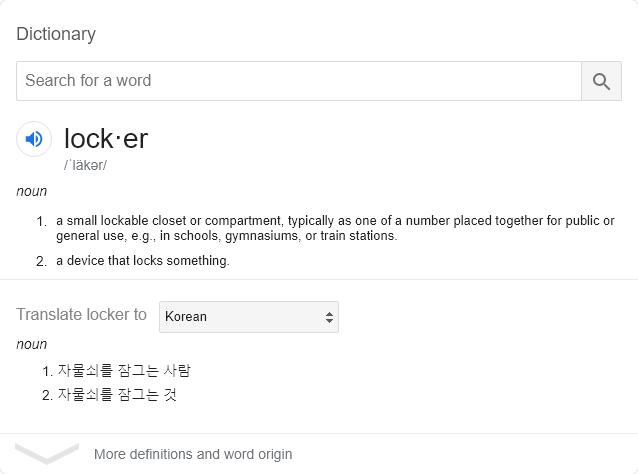 Dictionary
Search for a word
lock·er
/ˈläkər/
noun
1. a small lockable closet or compartment, typically as one of a number placed together for public or
general use, e.g., in schools, gymnasiums, or train stations.
2. a device that locks something.
Translate locker to Korean
noun
1. 자물쇠를 잠그는 사람
2. 자물쇠를 잠그는 것
More definitions and word origin